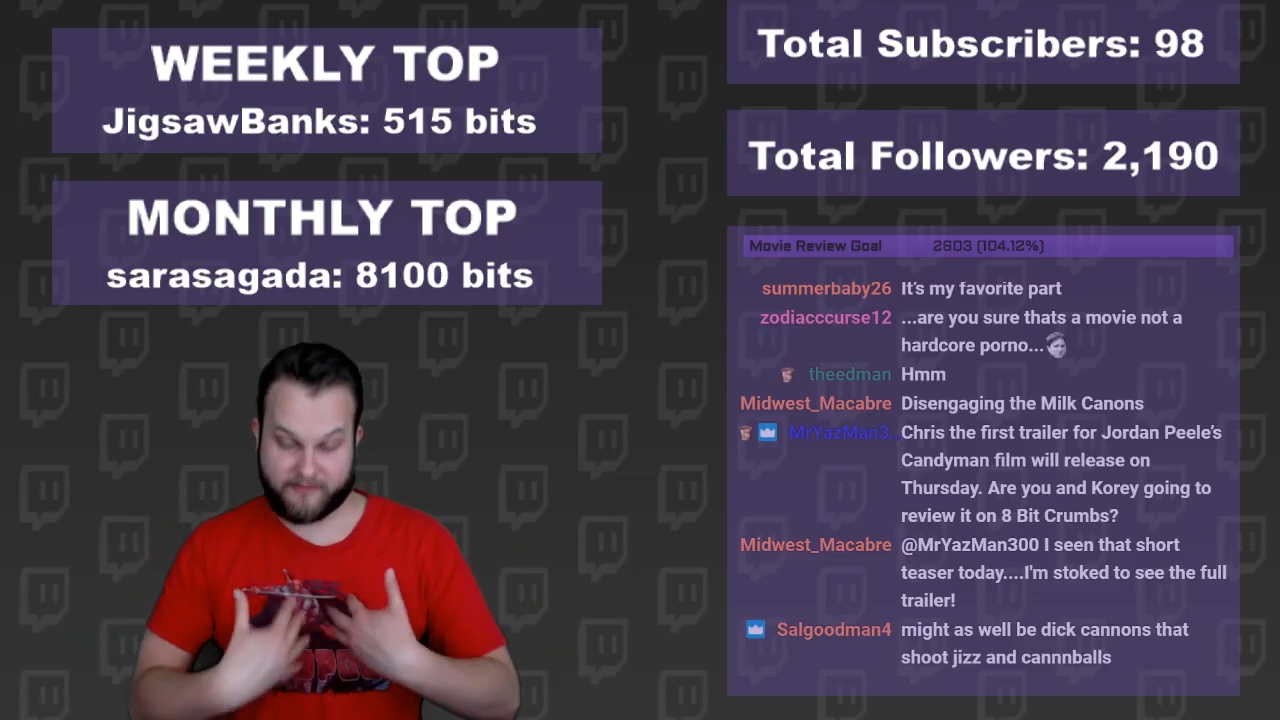 WEEKLY TOP
JigsawBanks: 515 bits
MONTHLY TOP
sarasagada: 8100 bits
Total Subscribers: 98
Total Followers: 2,190
Movie Review Goal 2603 (104.12%)
summerbaby26 It's my favorite part
zodiacccurse12 ...are you sure thats a movie not a
hardcore porno...
theedman Hmm
Midwest_Macabre Disengaging the Milk Canons
MrYazMan3... Chris the first trailer for Jordan Peele's
Candyman film will release on
Thursday. Are you and Korey going to
review it on 8 Bit Crumbs?
Midwest_Macabre @MrYazMan300 I seen that short
teaser today....I'm stoked to see the full
trailer!
Salgoodman4 might as well be dick cannons that
shoot jizz and cannnballs